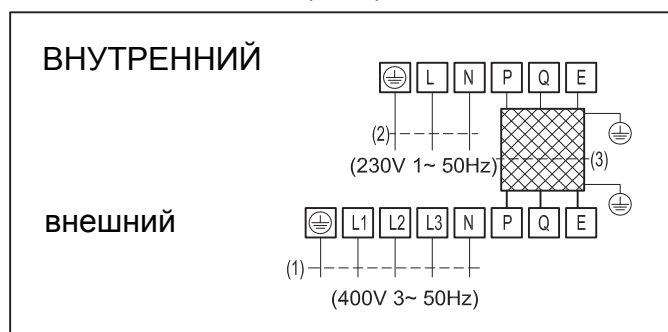 ВНУТРЕННИЙ
L N P Q E
(2)
(230V 1~ 50Hz)
(3)
внешний
L1 L2 L3 N P Q E
(1)
(400V 3~ 50Hz)